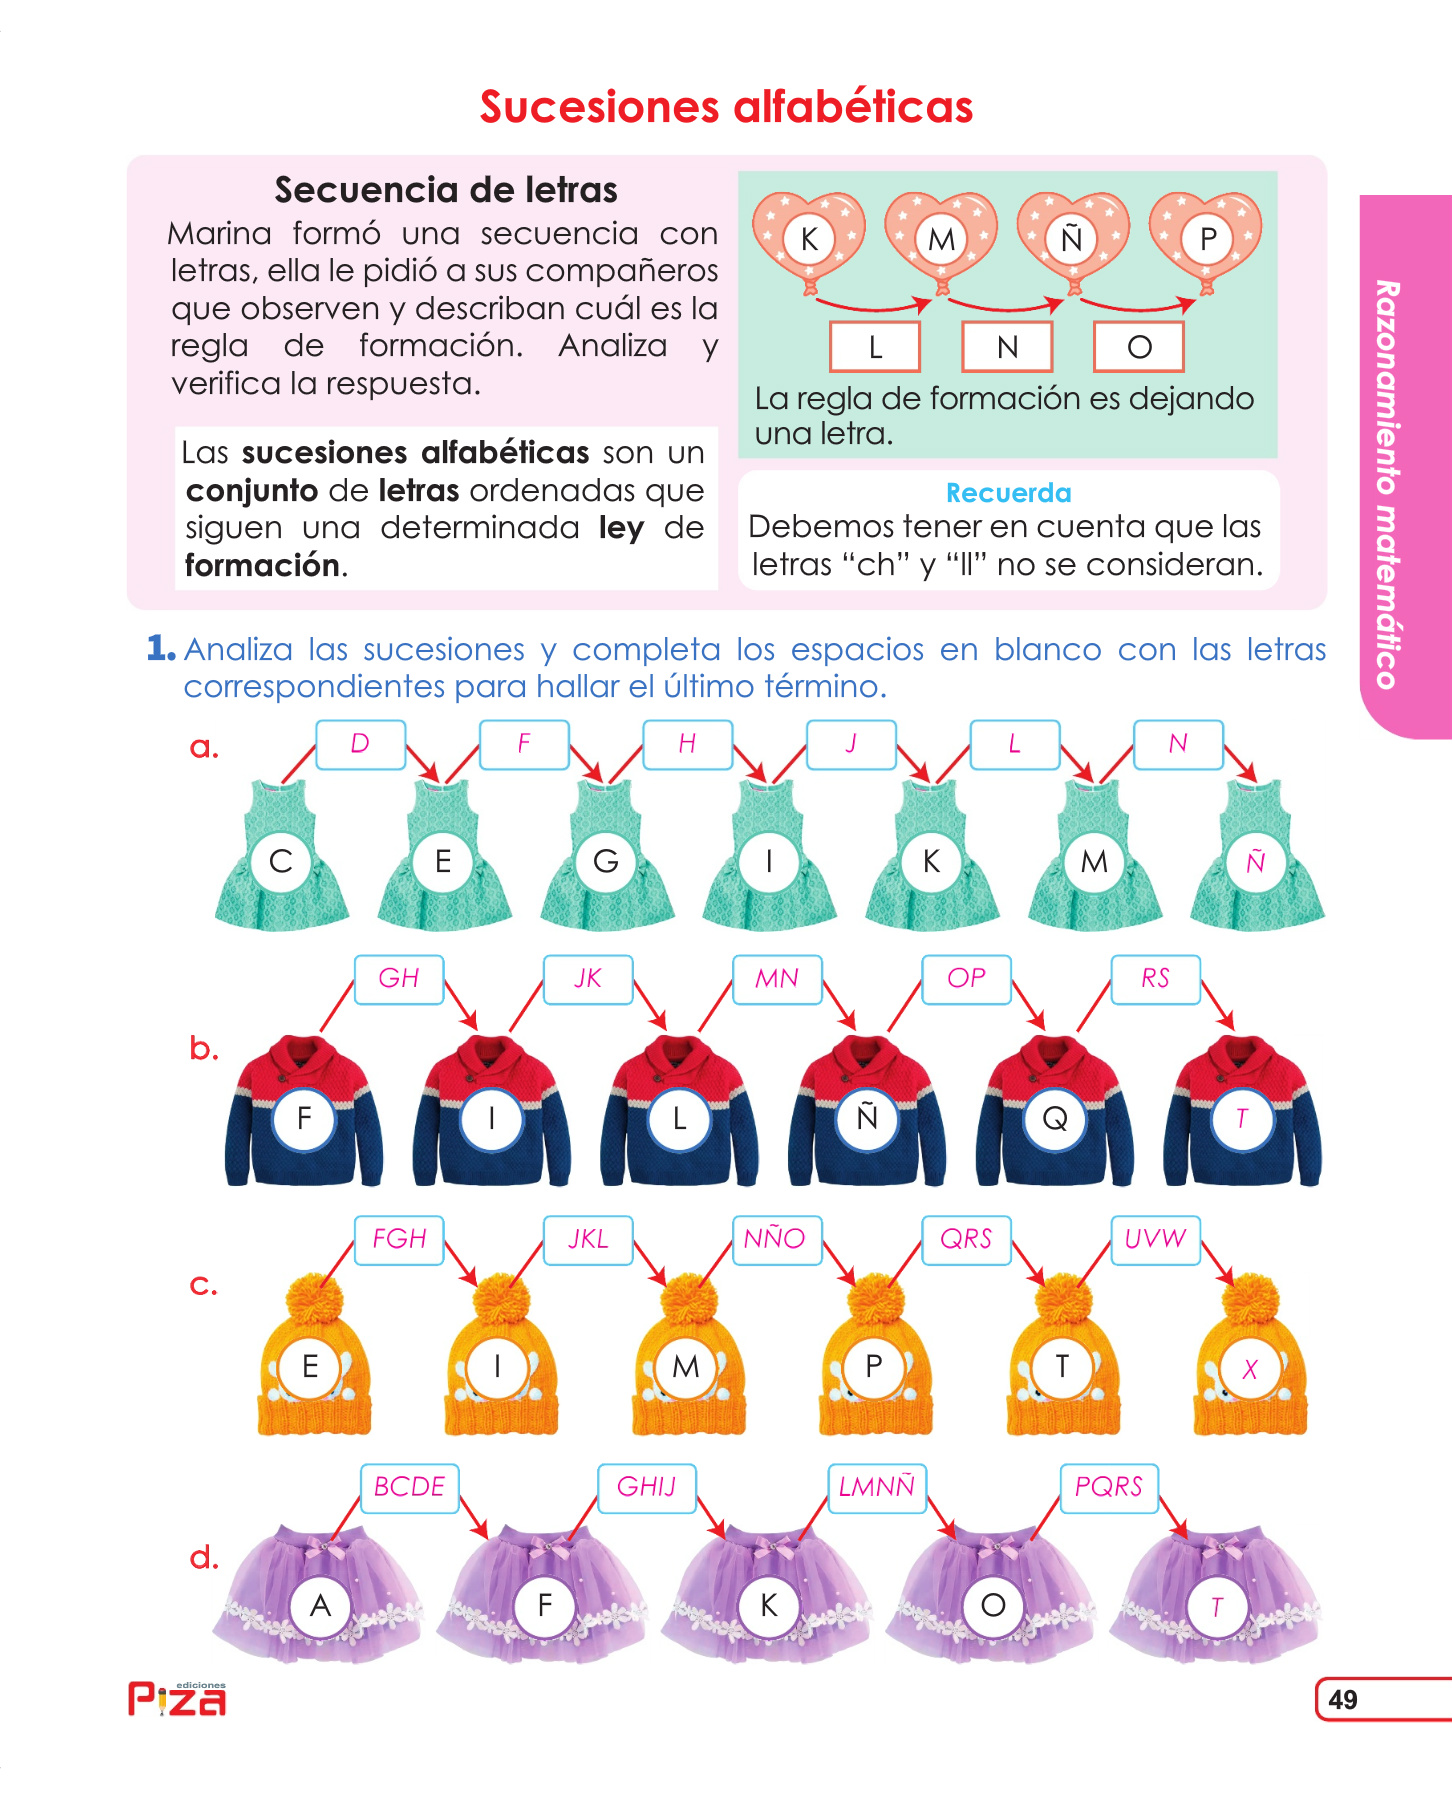 Sucesiones alfabéticas
Secuencia de letras
Marina formó una secuencia con
letras, ella le pidió a sus compañeros
que observen y describan cuál es la
regla de formación. Analiza y
verifica la respuesta.
Las sucesiones alfabéticas son un
conjunto de letras ordenadas que
siguen una determinada ley de
formación.
K M Ñ P
L N O
La regla de formación es dejando
una letra.
Recuerda
Debemos tener en cuenta que las
letras “ch” y “ll” no se consideran.
Razonamiento matemático
1. Analiza las sucesiones y completa los espacios en blanco con las letras
correspondientes para hallar el último término.
a. D F H J L N
C E G I K M Ñ
GH JK MN OP RS
b.
F I L Ñ Q T
FGH JKL NÑO QRS UVW
c.
E I M P T X
BCDE GHIJ LMNÑ PQRS
d.
A F K O T
ediciones
Piza
49